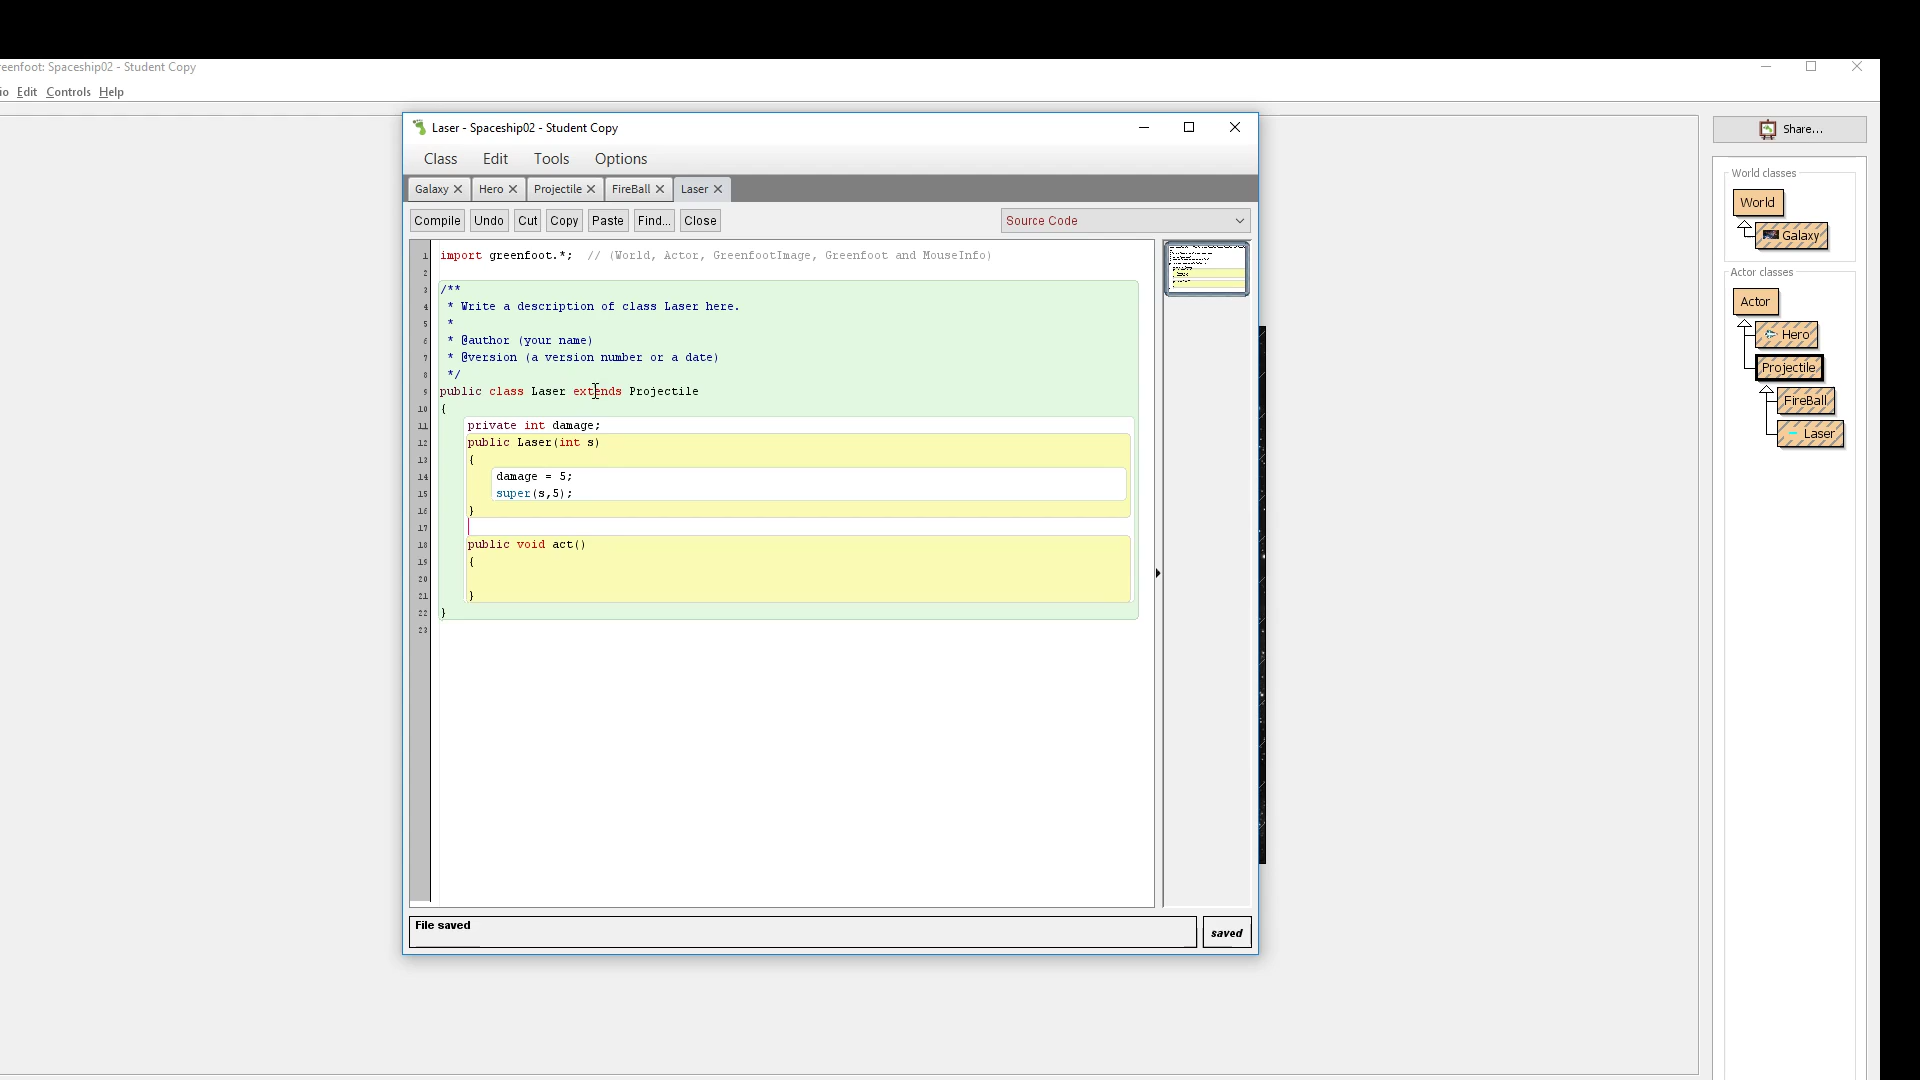 reenfoot: Spaceship02 - Student Copy
io Edit Controls Help
Laser - Spaceship02 - Student Copy
Class Edit Tools Options
Galaxy Hero Projectile FireBall Laser
Compile Undo Cut Copy Paste Find... Close Source Code
1 import greenfoot.*; // (World, Actor, GreenfootImage, Greenfoot and MouseInfo)
2
3 /**
4 * Write a description of class Laser here.
5 *
6 * @author (your name)
7 * @version (a version number or a date)
8 */
9 public class Laser extends Projectile
10 {
11 private int damage;
12 public Laser(int s)
13 {
14 damage = 5;
15 super(s,5);
16 }
17
18 public void act()
19 {
20
21 }
22 }
23
File saved
saved
Share...
World classes
World
Galaxy
Actor classes
Actor
Hero
Projectile
FireBall
Laser